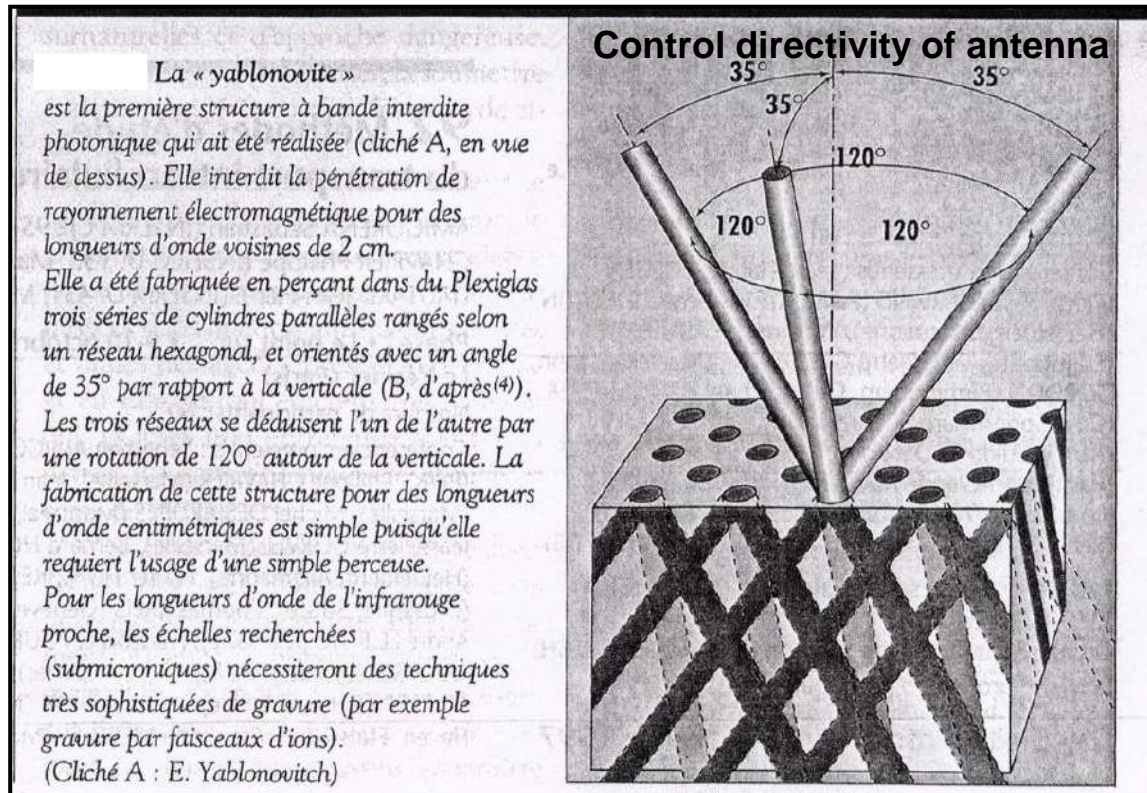 La « yablonovite »
est la première structure à bande interdite
photonique qui ait été réalisée (cliché A, en vue
de dessus). Elle interdit la pénétration de
rayonnement électromagnétique pour des
longueurs d'onde voisines de 2 cm.
Elle a été fabriquée en perçant dans du Plexiglas
trois séries de cylindres parallèles rangés selon
un réseau hexagonal, et orientés avec un angle
de 35° par rapport à la verticale (B, d'après(4)).
Les trois réseaux se déduisent l'un de l'autre par
une rotation de 120° autour de la verticale. La
fabrication de cette structure pour des longueurs
d'onde centimétriques est simple puisqu'elle
requiert l'usage d'une simple perceuse.
Pour les longueurs d'onde de l'infrarouge
proche, les échelles recherchées
(submicroniques) nécessiteront des techniques
très sophistiquées de gravure (par exemple
gravure par faisceaux d'ions).
(Cliché A : E. Yablonovitch)
Control directivity of antenna
35°
35°
35°
120°
120°
120°